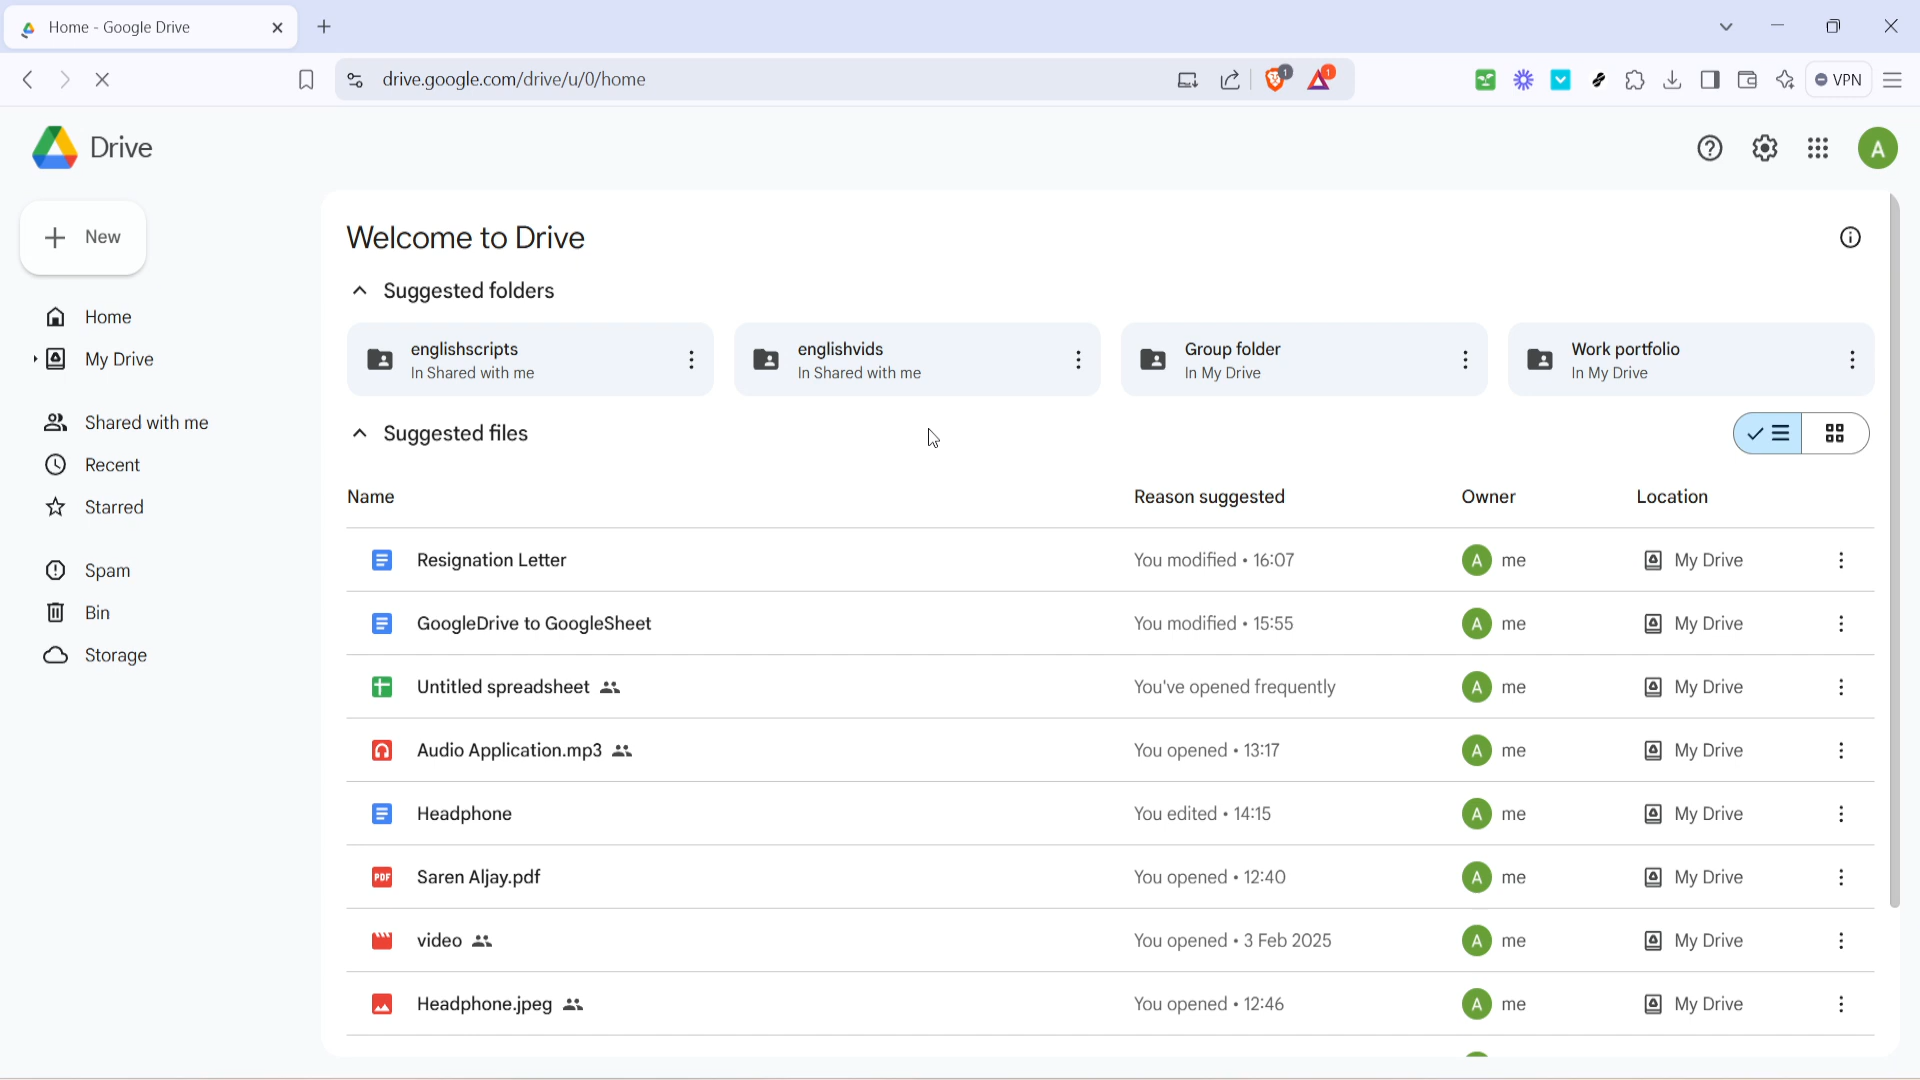 Home - Google Drive
drive.google.com/drive/u/0/home
1
1
VPN
Drive
A
New
Home
My Drive
Shared with me
Recent
Starred
Spam
Bin
Storage
Welcome to Drive
Suggested folders
englishscripts
In Shared with me
englishvids
In Shared with me
Group folder
In My Drive
Work portfolio
In My Drive
Suggested files
Name Reason suggested Owner Location
Resignation Letter You modified • 16:07 A me My Drive
GoogleDrive to GoogleSheet You modified • 15:55 A me My Drive
Untitled spreadsheet You've opened frequently A me My Drive
Audio Application.mp3 You opened • 13:17 A me My Drive
Headphone You edited • 14:15 A me My Drive
PDF Saren Aljay.pdf You opened • 12:40 A me My Drive
video You opened • 3 Feb 2025 A me My Drive
Headphone.jpeg You opened • 12:46 A me My Drive